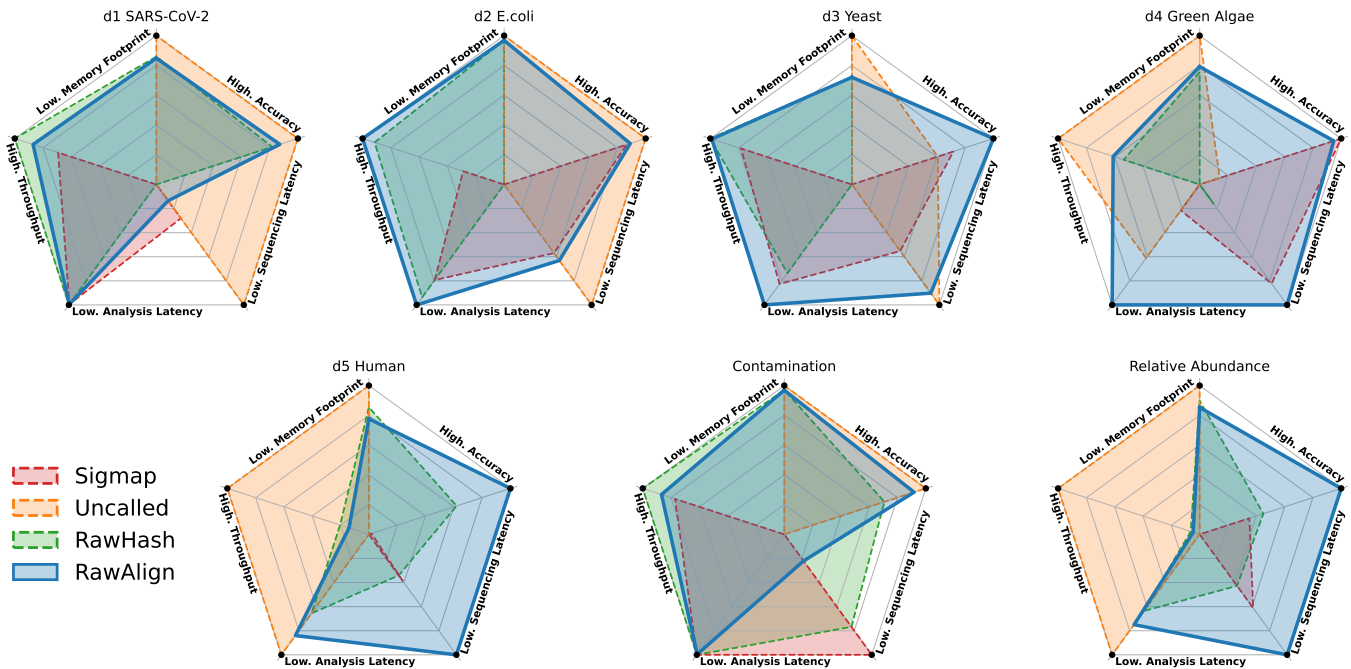 d1 SARS-CoV-2
Low. Memory Footprint
High. Accuracy
High. Throughput
Low. Sequencing Latency
Low. Analysis Latency
d2 E.coli
Low. Memory Footprint
High. Accuracy
High. Throughput
Low. Sequencing Latency
Low. Analysis Latency
d3 Yeast
Low. Memory Footprint
High. Accuracy
High. Throughput
Low. Sequencing Latency
Low. Analysis Latency
d4 Green Algae
Low. Memory Footprint
High. Accuracy
High. Throughput
Low. Sequencing Latency
Low. Analysis Latency
Sigmap
Uncalled
RawHash
RawAlign
d5 Human
Low. Memory Footprint
High. Accuracy
High. Throughput
Low. Sequencing Latency
Low. Analysis Latency
Contamination
Low. Memory Footprint
High. Accuracy
High. Throughput
Low. Sequencing Latency
Low. Analysis Latency
Relative Abundance
Low. Memory Footprint
High. Accuracy
High. Throughput
Low. Sequencing Latency
Low. Analysis Latency